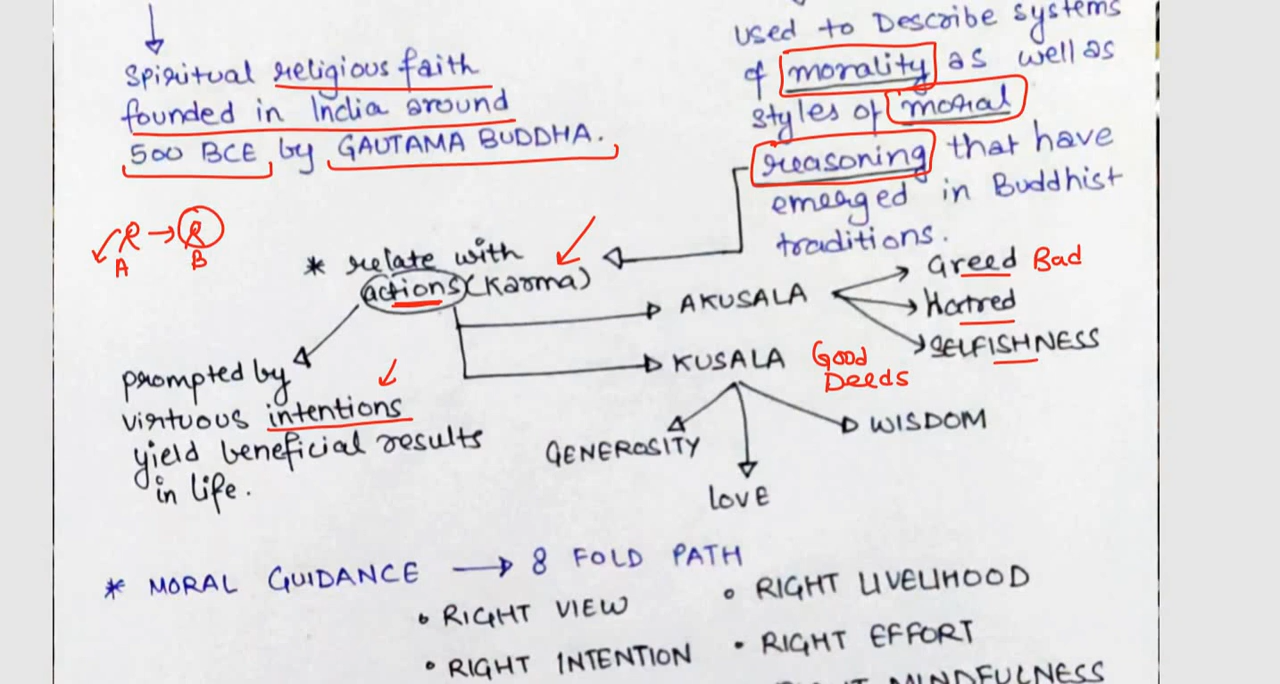 Spiritual religious faith
founded in India around
500 BCE by GAUTAMA BUDDHA.
used to Describe systems
of morality as well as
styles of moral
reasoning that have
emerged in Buddhist
traditions.
R → R
A B
* relate with
actions (Karma)
AKUSALA
Greed Bad
Hatred
SELFISHNESS
KUSALA Good
Deeds
GENEROSITY
LOVE
WISDOM
prompted by
virtuous intentions
yield beneficial results
in life.
* MORAL GUIDANCE → 8 FOLD PATH
• RIGHT VIEW
• RIGHT INTENTION
• RIGHT LIVELIHOOD
• RIGHT EFFORT
MINDFULNESS